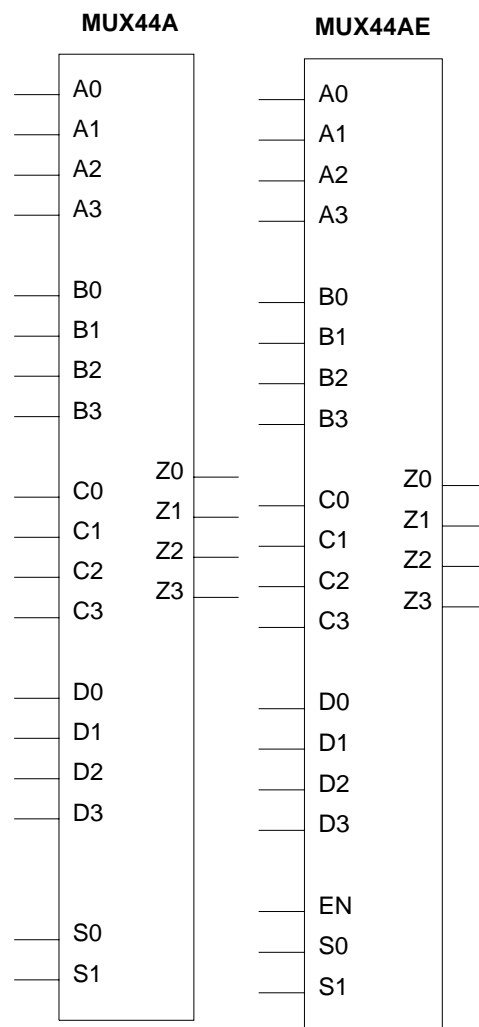 MUX44A
A0
A1
A2
A3
B0
B1
B2
B3
C0
C1
C2
C3
D0
D1
D2
D3
S0
S1
Z0
Z1
Z2
Z3
MUX44AE
A0
A1
A2
A3
B0
B1
B2
B3
C0
C1
C2
C3
D0
D1
D2
D3
EN
S0
S1
Z0
Z1
Z2
Z3